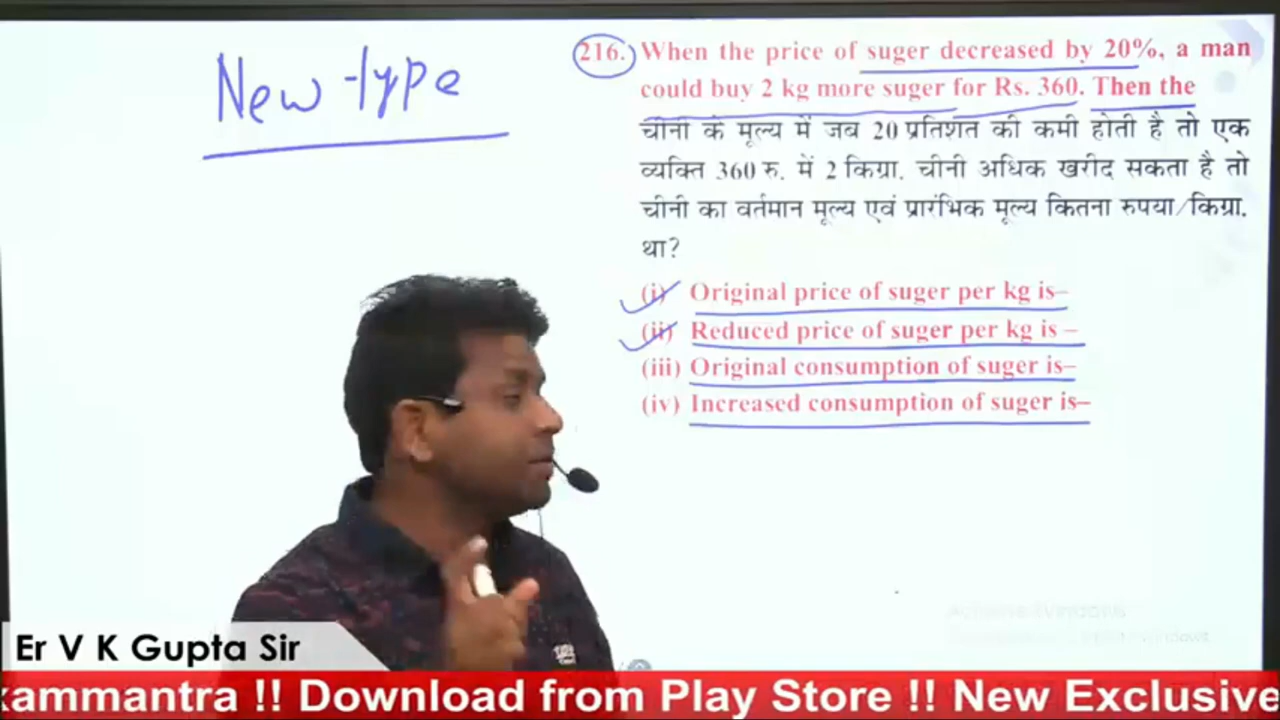 New type
216. When the price of suger decreased by 20%, a man
could buy 2 kg more suger for Rs. 360. Then the
चीनी के मूल्य में जब 20 प्रतिशत की कमी होती है तो एक
व्यक्ति 360 रु. में 2 किग्रा. चीनी अधिक खरीद सकता है तो
चीनी का वर्तमान मूल्य एवं प्रारंभिक मूल्य कितना रुपया/किग्रा.
था?
(i) Original price of suger per kg is–
(ii) Reduced price of suger per kg is –
(iii) Original consumption of suger is–
(iv) Increased consumption of suger is–
Er V K Gupta Sir
xammantra !! Download from Play Store !! New Exclusive